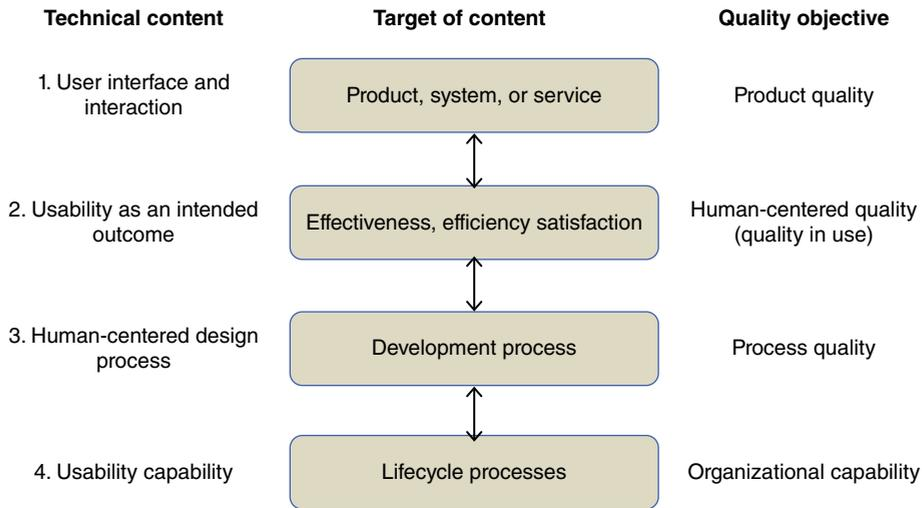 Technical content
Target of content
Quality objective
1. User interface and
interaction
Product, system, or service
Product quality
2. Usability as an intended
outcome
Effectiveness, efficiency satisfaction
Human-centered quality
(quality in use)
3. Human-centered design
process
Development process
Process quality
4. Usability capability
Lifecycle processes
Organizational capability